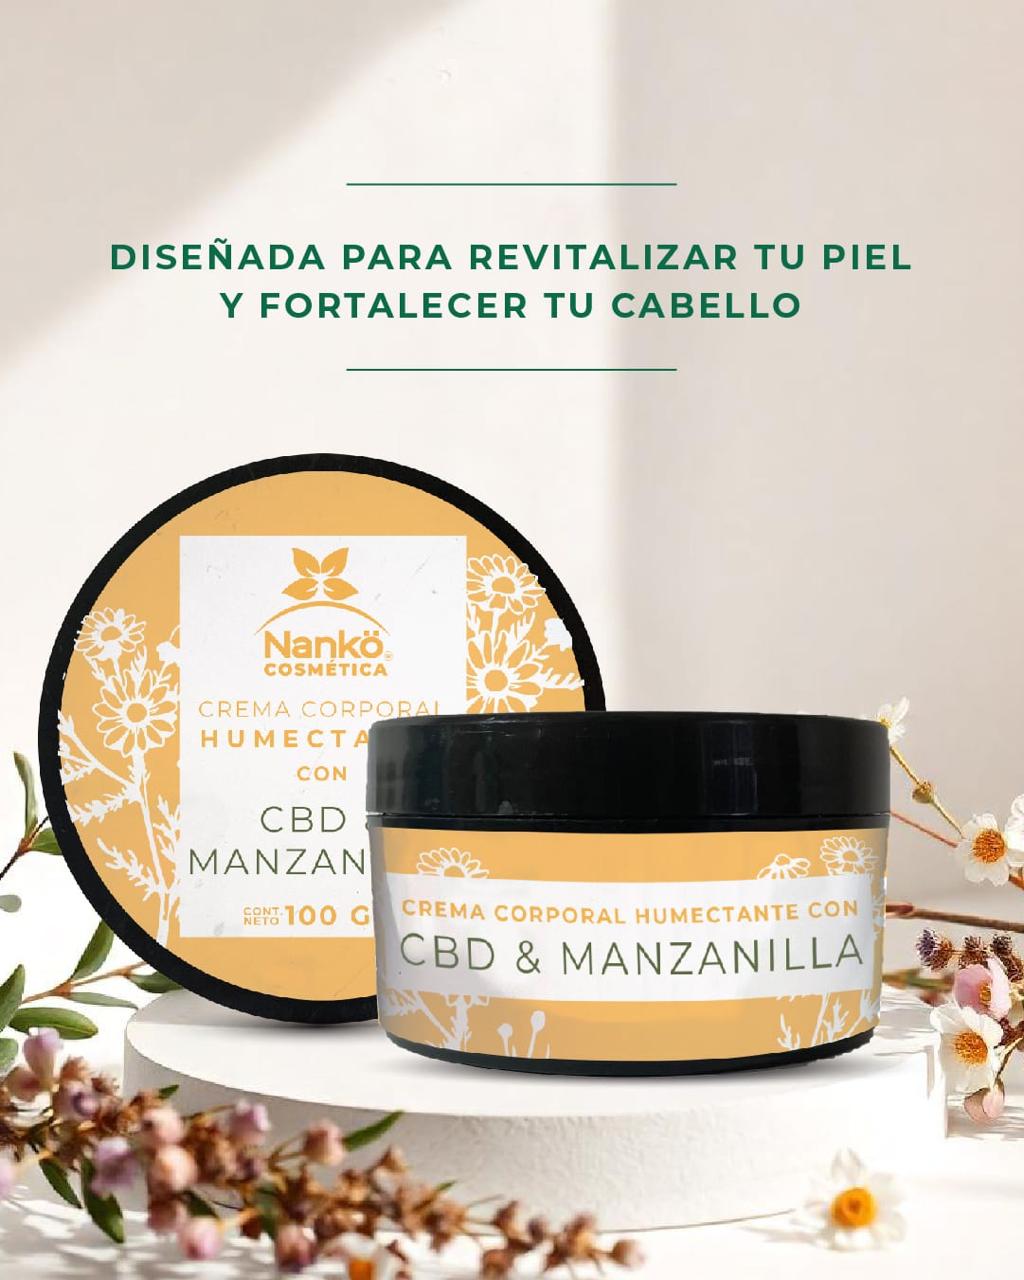 DISEÑADA PARA REVITALIZAR TU PIEL
Y FORTALECER TU CABELLO
Nankö®
COSMÉTICA
CREMA CORPORAL
HUMECTA
CON
CBD
MANZAN
CONT.
NETO 100 G
CREMA CORPORAL HUMECTANTE CON
CBD & MANZANILLA